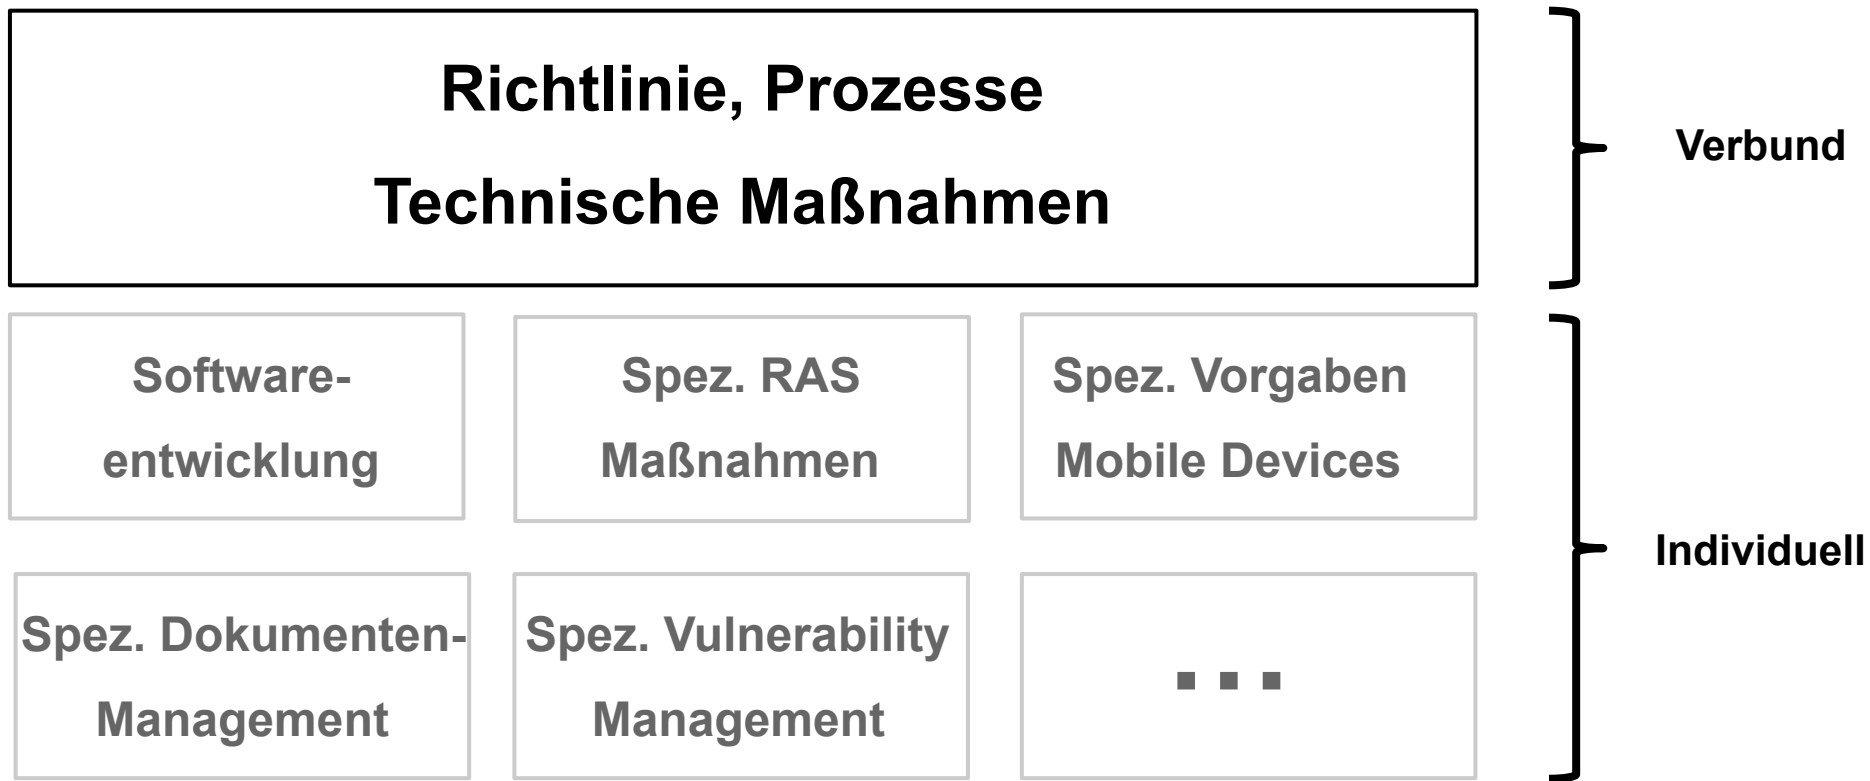 Richtlinie, Prozesse
Technische Maßnahmen
Verbund
Software-
entwicklung
Spez. RAS
Maßnahmen
Spez. Vorgaben
Mobile Devices
Individuell
Spez. Dokumenten-
Management
Spez. Vulnerability
Management
...